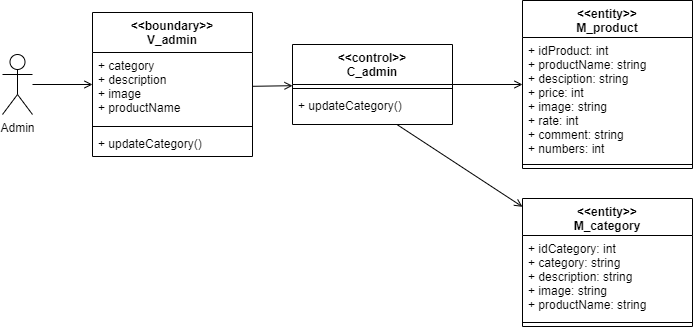 Admin
<<boundary>>
V_admin
+ category
+ description
+ image
+ productName
+ updateCategory()
<<control>>
C_admin
+ updateCategory()
<<entity>>
M_product
+ idProduct: int
+ productName: string
+ desciption: string
+ price: int
+ image: string
+ rate: int
+ comment: string
+ numbers: int
<<entity>>
M_category
+ idCategory: int
+ category: string
+ description: string
+ image: string
+ productName: string